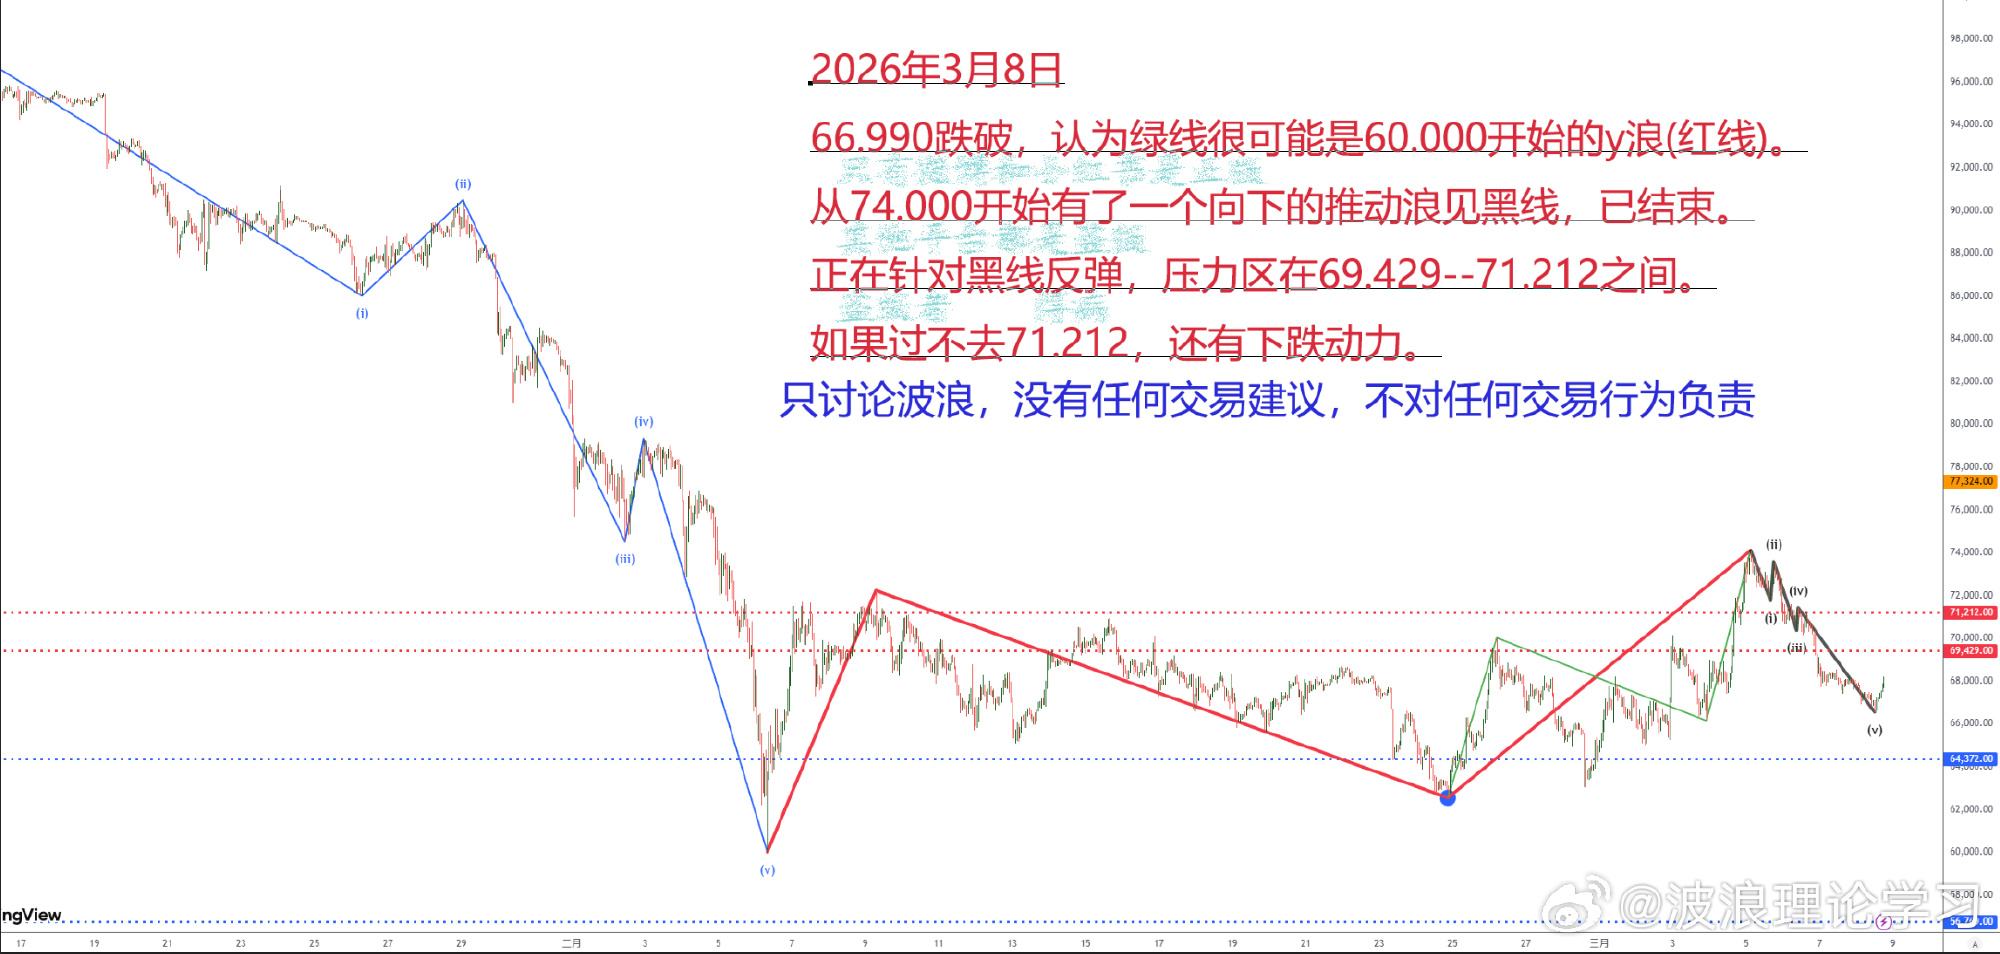 2026年3月8日
66.990跌破，认为绿线很可能是60.000开始的y浪(红线)。
从74.000开始有了一个向下的推动浪见黑线，已结束。
正在针对黑线反弹，压力区在69.429--71.212之间。
如果过不去71.212，还有下跌动力。
只讨论波浪，没有任何交易建议，不对任何交易行为负责
(i)
(ii)
(iii)
(iv)
(v)
(i)
(ii)
(iii)
(iv)
(v)
98,000.00
96,000.00
94,000.00
92,000.00
90,000.00
88,000.00
86,000.00
84,000.00
82,000.00
80,000.00
78,000.00
77,324.00
76,000.00
74,000.00
72,000.00
71,212.00
70,000.00
69,429.00
68,000.00
66,000.00
64,372.00
62,000.00
60,000.00
@波浪理论学习
ngView
17 19 21 23 25 27 29 二月 3 5 7 9 11 13 15 17 19 21 23 25 27 三月 3 5 7 9
A